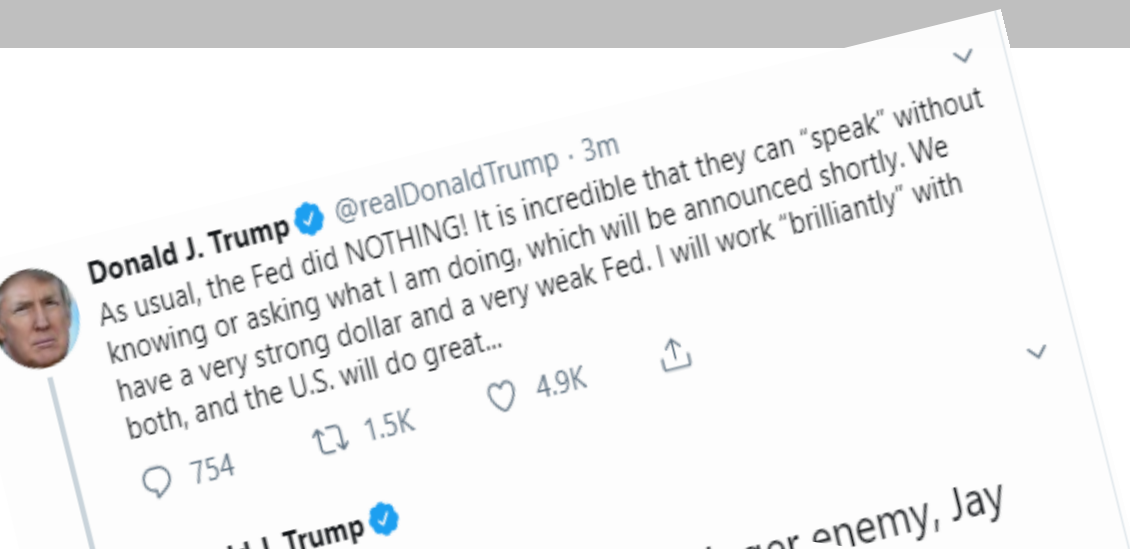 Donald J. Trump @realDonaldTrump · 3m
As usual, the Fed did NOTHING! It is incredible that they can “speak” without
knowing or asking what I am doing, which will be announced shortly. We
have a very strong dollar and a very weak Fed. I will work “brilliantly” with
both, and the U.S. will do great...
754 1.5K 4.9K
J. Trump
enemy, Jay